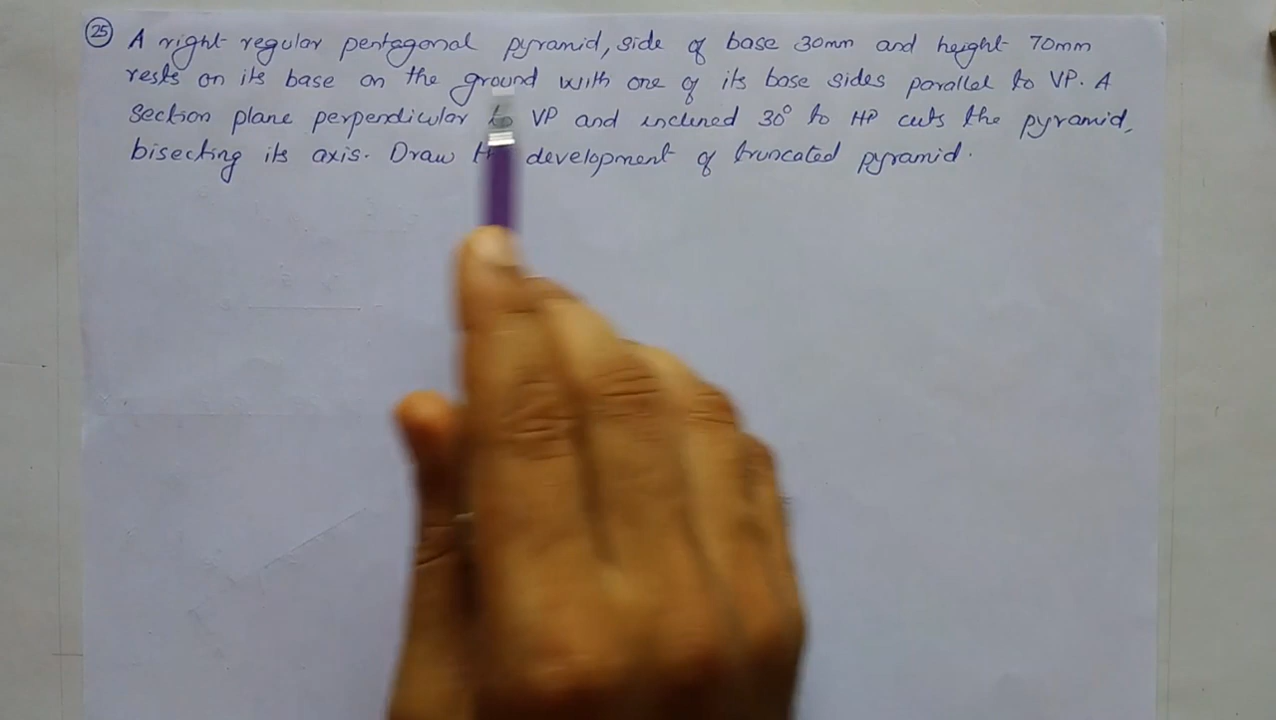 25 A right regular pentagonal pyramid, side of base 30mm and height 70mm
rests on its base on the ground with one of its base sides parallel to VP. A
section plane perpendicular to VP and inclined 30° to HP cuts the pyramid,
bisecting its axis. Draw the development of truncated pyramid.